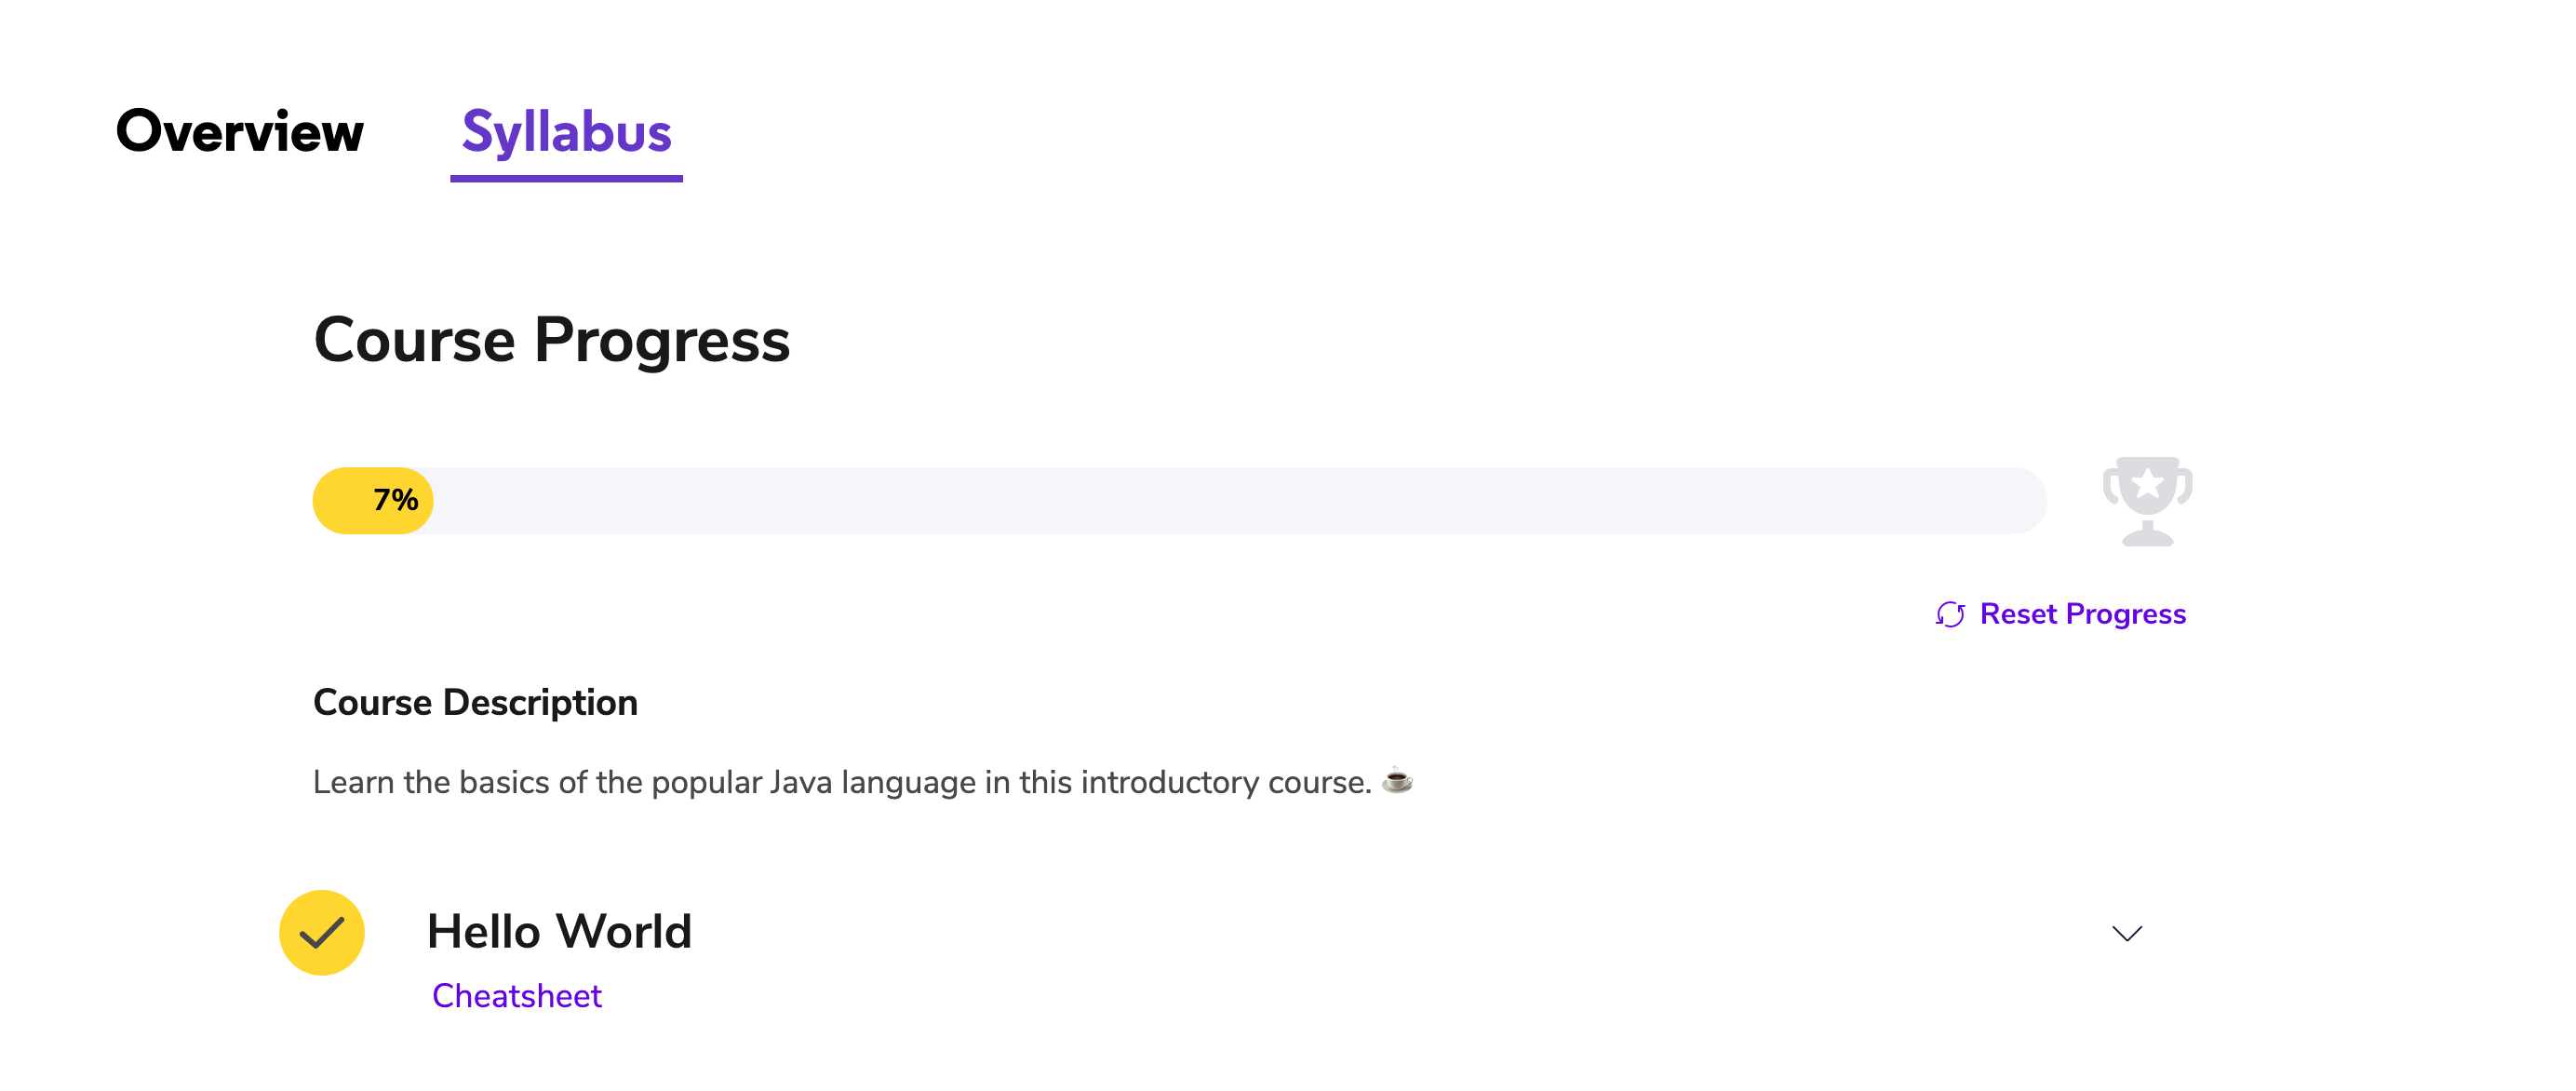 Overview Syllabus
Course Progress
7%
Reset Progress
Course Description
Learn the basics of the popular Java language in this introductory course. ☕
Hello World
Cheatsheet